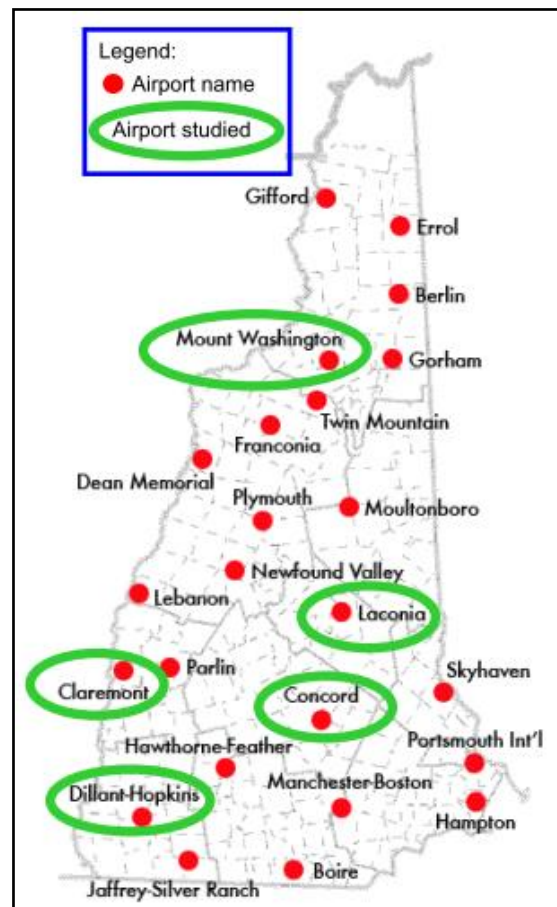 Legend:
Airport name
Airport studied
Gifford
Errol
Berlin
Mount Washington
Gorham
Twin Mountain
Franconia
Dean Memorial
Plymouth
Moultonboro
Newfound Valley
Lebanon
Laconia
Parlin
Skyhaven
Claremont
Concord
Portsmouth Int'l
Hawthorne-Feather
Manchester-Boston
Dillant-Hopkins
Hampton
Boire
Jaffrey-Silver Ranch